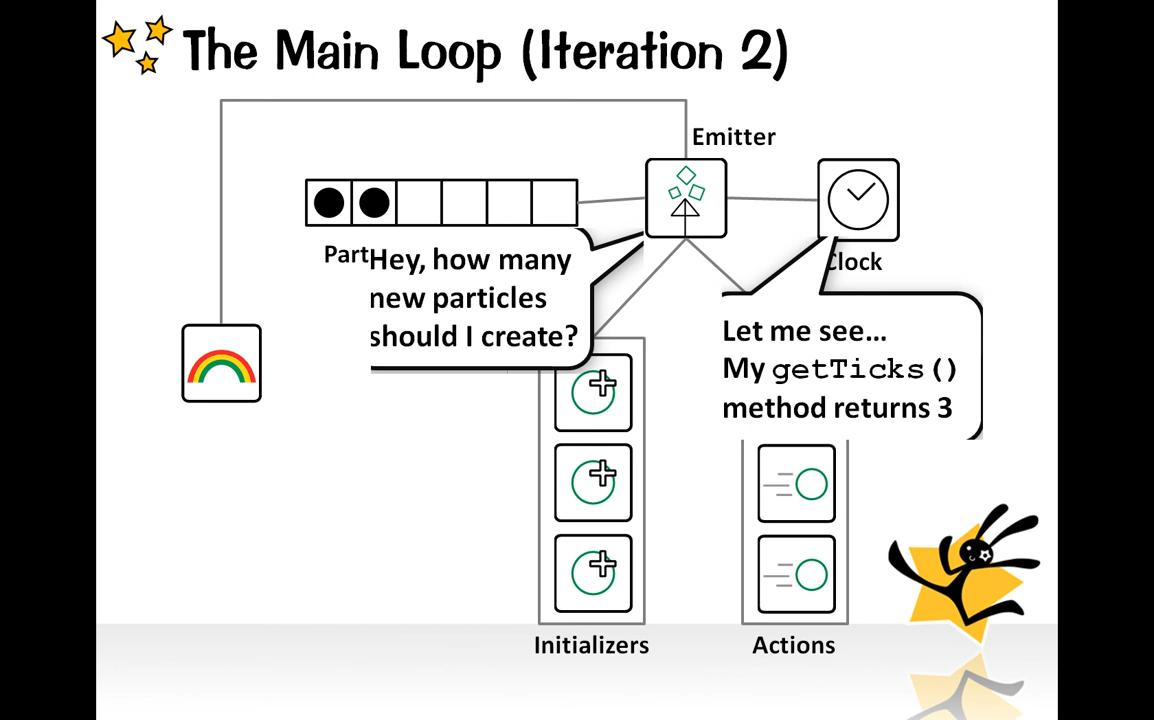 The Main Loop (Iteration 2)
Emitter
Part
Clock
Hey, how many
new particles
should I create?
Let me see...
My getTicks()
method returns 3
Initializers
Actions